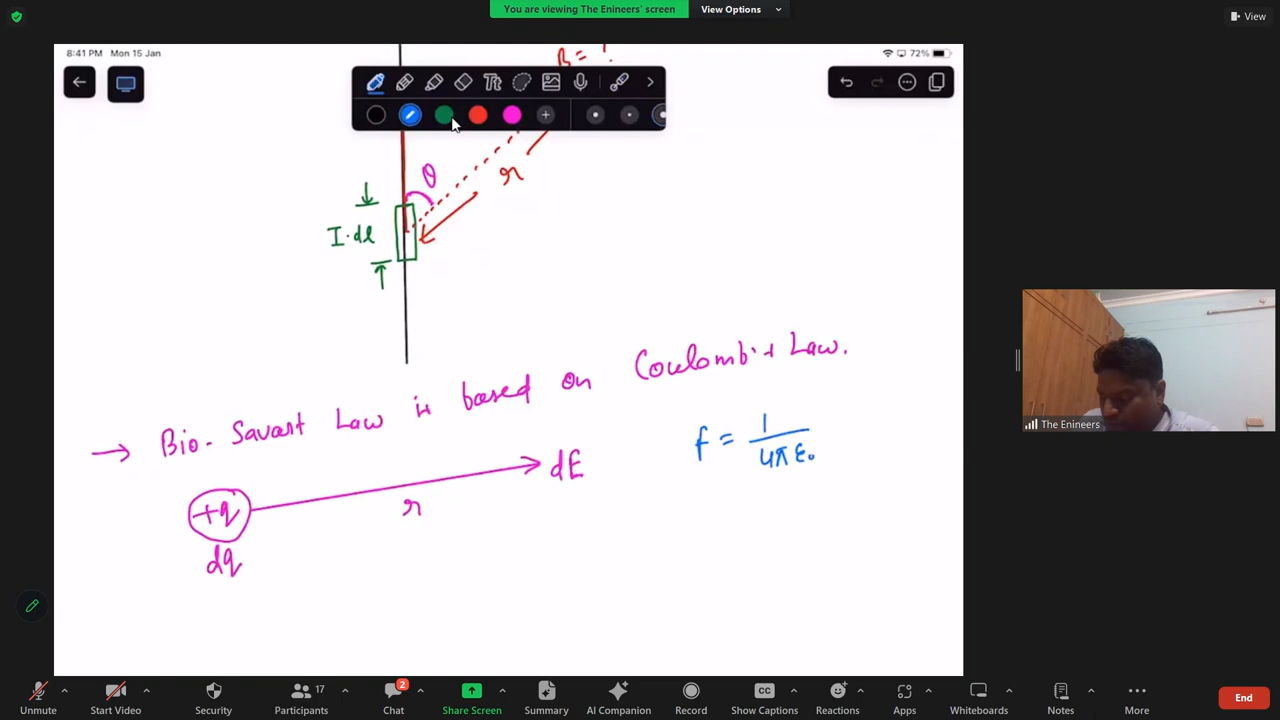 You are viewing The Enineers' screen
View Options
View
8:41 PM Mon 15 Jan
72%
B = ?
Tt
θ
r
I·dl
→ Bio - Savart Law is based on Coulomb's Law.
f = 1 / 4πε₀
dE
+q
r
dq
The Enineers
Unmute
Start Video
Security
17
Participants
2
Chat
Share Screen
Summary
AI Companion
Record
CC
Show Captions
Reactions
Apps
Whiteboards
Notes
More
End